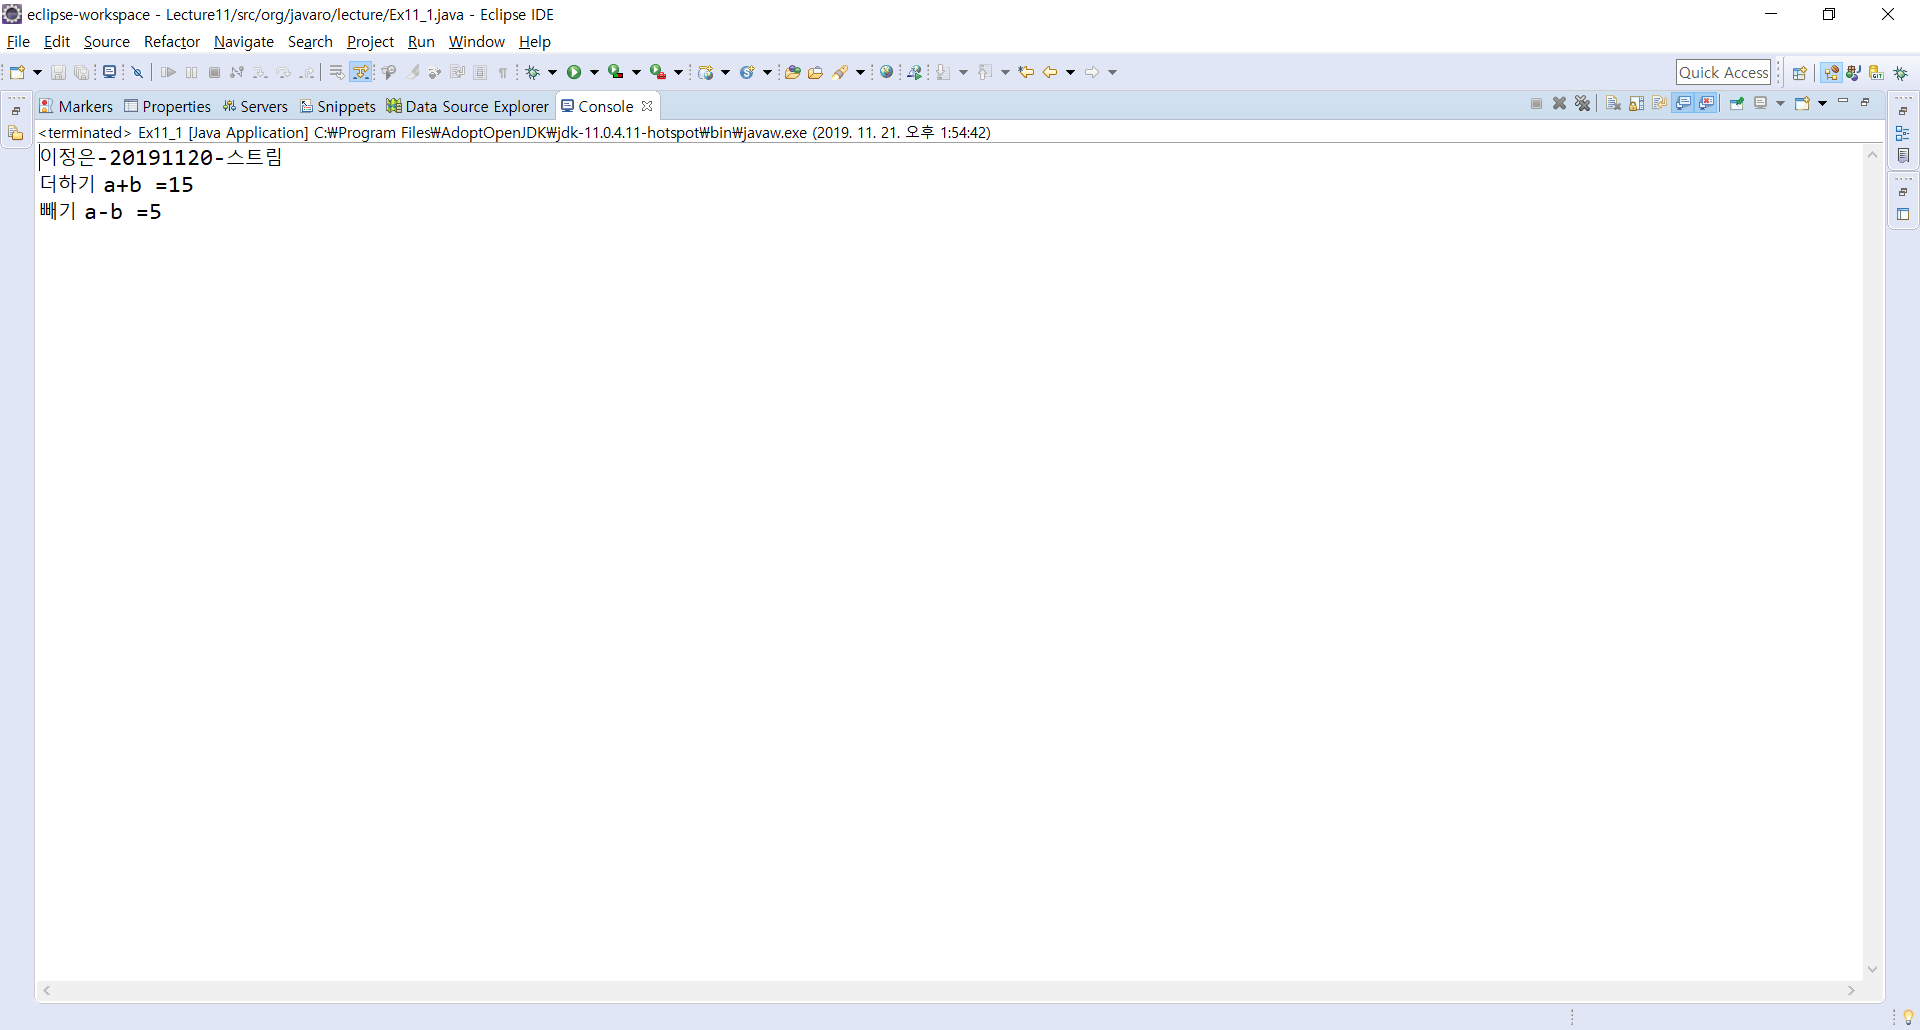 eclipse-workspace - Lecture11/src/org/javaro/lecture/Ex11_1.java - Eclipse IDE
File Edit Source Refactor Navigate Search Project Run Window Help
Quick Access
Markers Properties Servers Snippets Data Source Explorer Console
<terminated> Ex11_1 [Java Application] C:₩Program Files₩AdoptOpenJDK₩jdk-11.0.4.11-hotspot₩bin₩javaw.exe (2019. 11. 21. 오후 1:54:42)
이정은-20191120-스트림
더하기 a+b =15
빼기 a-b =5